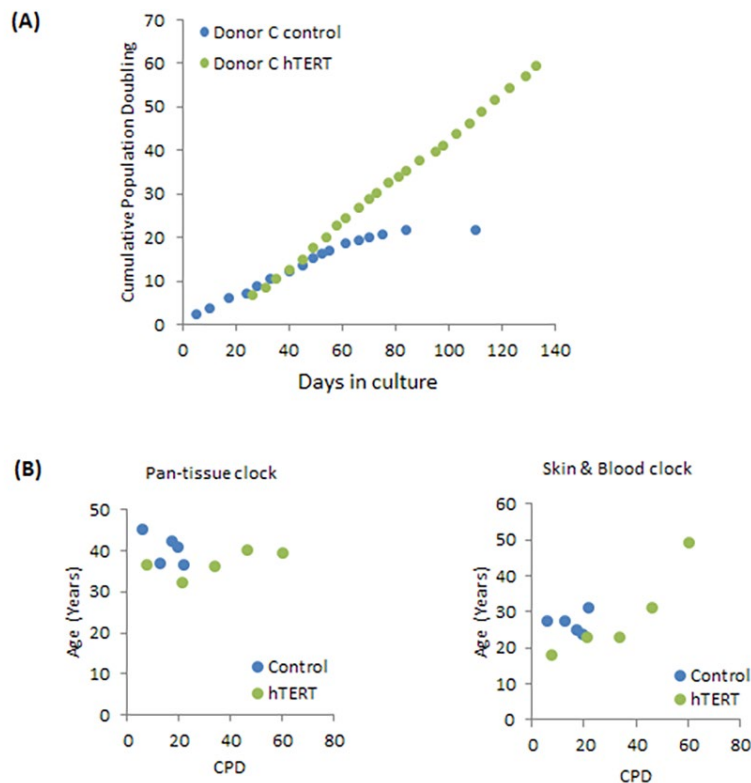 (A)
Donor C control
Donor C hTERT
Cumulative Population Doubling
70
60
50
40
30
20
10
0
0 20 40 60 80 100 120 140
Days in culture
(B)
Pan-tissue clock
Age (Years)
50
40
30
20
10
0
Control
hTERT
0 20 40 60 80
CPD
Skin & Blood clock
Age (Years)
60
50
40
30
20
10
0
Control
hTERT
0 20 40 60 80
CPD